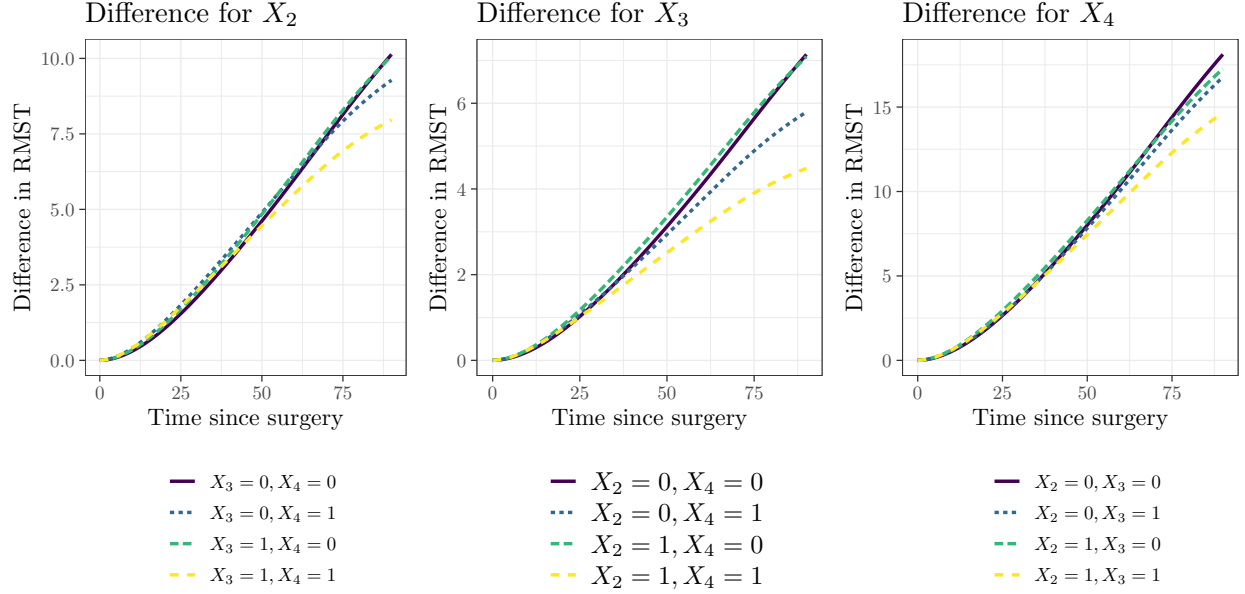 Difference for X₂
Difference in RMST
10.0
7.5
5.0
2.5
0.0
0 25 50 75
Time since surgery
X₃ = 0, X₄ = 0
X₃ = 0, X₄ = 1
X₃ = 1, X₄ = 0
X₃ = 1, X₄ = 1
Difference for X₃
Difference in RMST
6
4
2
0
0 25 50 75
Time since surgery
X₂ = 0, X₄ = 0
X₂ = 0, X₄ = 1
X₂ = 1, X₄ = 0
X₂ = 1, X₄ = 1
Difference for X₄
Difference in RMST
15
10
5
0
0 25 50 75
Time since surgery
X₂ = 0, X₃ = 0
X₂ = 0, X₃ = 1
X₂ = 1, X₃ = 0
X₂ = 1, X₃ = 1